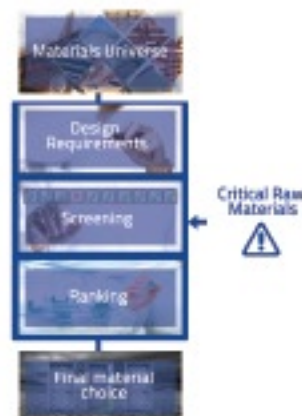 Materials Universe
Design
Requirements
Screening
Critical Raw
Materials
Ranking
Final material
choice